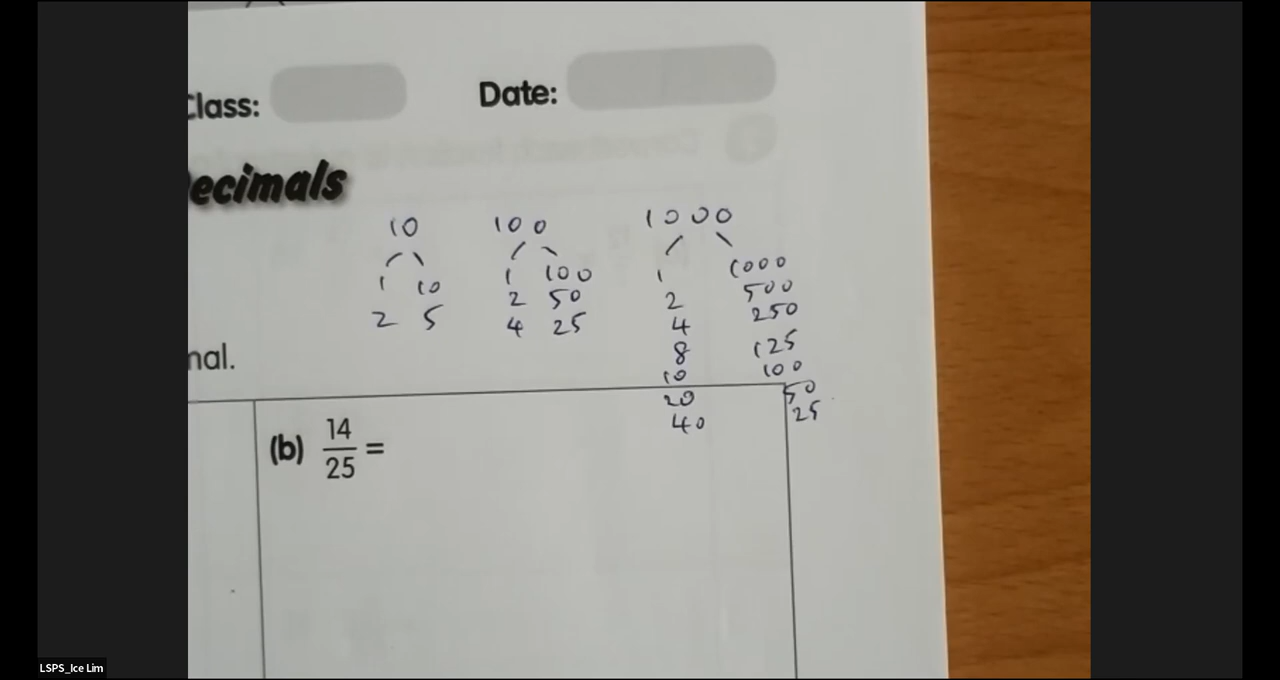 Class:
Date:
ecimals
10
100
1000
1 10
1 100
1 1000
2 5
2 50
2 500
4 25
4 250
8 125
10 100
20 50
40 25
nal.
(b) 14/25 =
LSPS_Ice Lim